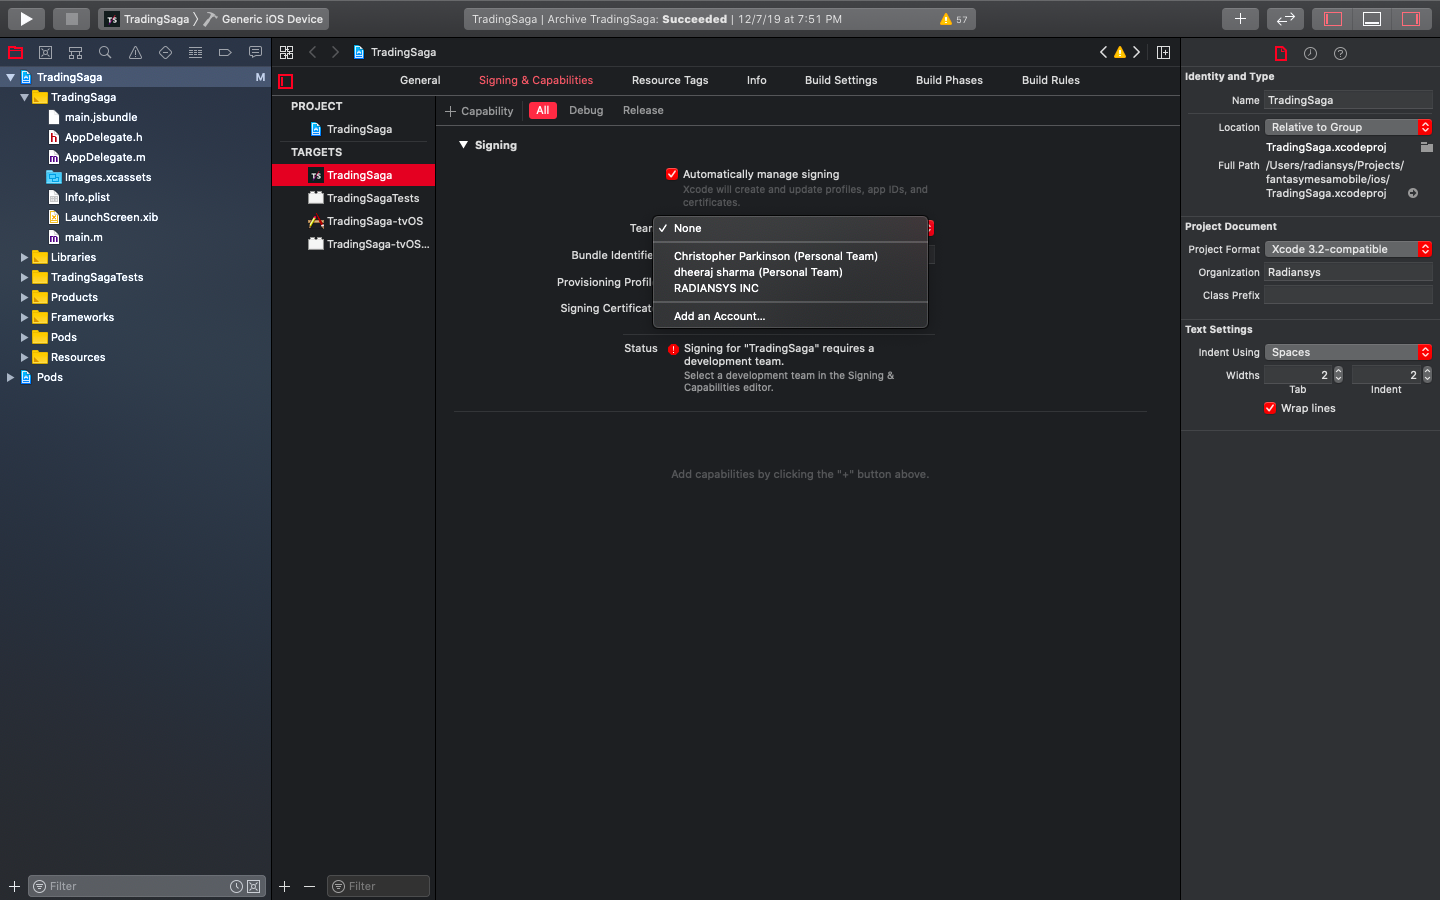 TradingSaga
Generic iOS Device
TradingSaga | Archive TradingSaga: Succeeded | 12/7/19 at 7:51 PM
57
TradingSaga
M
TradingSaga
main.jsbundle
AppDelegate.h
AppDelegate.m
Images.xcassets
Info.plist
LaunchScreen.xib
main.m
Libraries
TradingSagaTests
Products
Frameworks
Pods
Resources
Pods
Filter
TradingSaga
General
Signing & Capabilities
Resource Tags
Info
Build Settings
Build Phases
Build Rules
PROJECT
TradingSaga
TARGETS
TS TradingSaga
TradingSagaTests
TradingSaga-tvOS
TradingSaga-tvOS...
Filter
+ Capability
All
Debug
Release
Signing
Automatically manage signing
Xcode will create and update profiles, app IDs, and
certificates.
Tear
Bundle Identifie
Provisioning Profil
Signing Certificat
✓ None
Christopher Parkinson (Personal Team)
dheeraj sharma (Personal Team)
RADIANSYS INC
Add an Account...
Status
Signing for "TradingSaga" requires a
development team.
Select a development team in the Signing &
Capabilities editor.
Add capabilities by clicking the "+" button above.
Identity and Type
Name TradingSaga
Location Relative to Group
TradingSaga.xcodeproj
Full Path /Users/radiansys/Projects/
fantasymesamobile/ios/
TradingSaga.xcodeproj
Project Document
Project Format Xcode 3.2-compatible
Organization Radiansys
Class Prefix
Text Settings
Indent Using Spaces
Widths 2 2
Tab Indent
Wrap lines